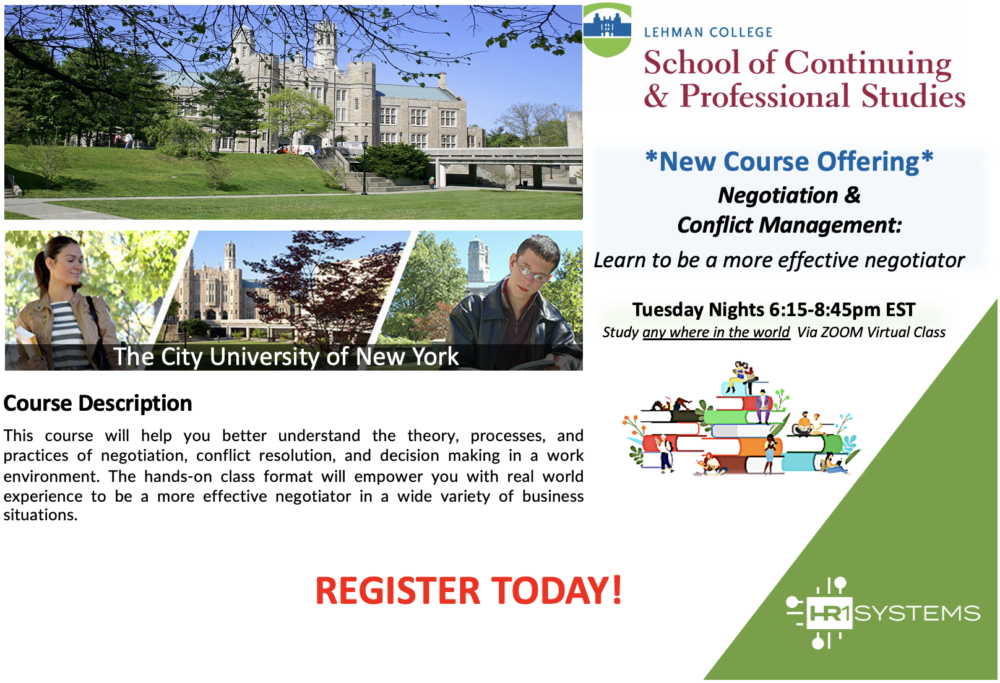 LEHMAN COLLEGE
School of Continuing
& Professional Studies
*New Course Offering*
Negotiation &
Conflict Management:
Learn to be a more effective negotiator
Tuesday Nights 6:15-8:45pm EST
Study any where in the world Via ZOOM Virtual Class
The City University of New York
Course Description
This course will help you better understand the theory, processes, and
practices of negotiation, conflict resolution, and decision making in a work
environment. The hands-on class format will empower you with real world
experience to be a more effective negotiator in a wide variety of business
situations.
REGISTER TODAY!
HR1SYSTEMS